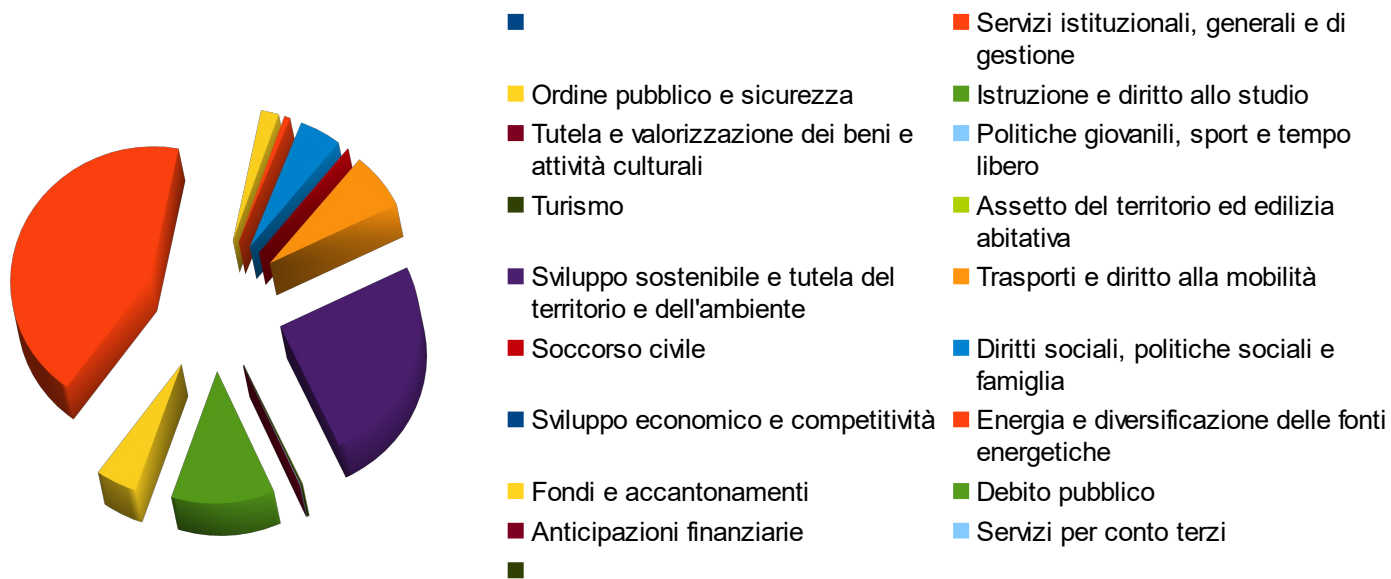 Servizi istituzionali, generali e di
gestione
Ordine pubblico e sicurezza
Istruzione e diritto allo studio
Tutela e valorizzazione dei beni e
attività culturali
Politiche giovanili, sport e tempo
libero
Turismo
Assetto del territorio ed edilizia
abitativa
Sviluppo sostenibile e tutela del
territorio e dell'ambiente
Trasporti e diritto alla mobilità
Soccorso civile
Diritti sociali, politiche sociali e
famiglia
Sviluppo economico e competitività
Energia e diversificazione delle fonti
energetiche
Fondi e accantonamenti
Debito pubblico
Anticipazioni finanziarie
Servizi per conto terzi